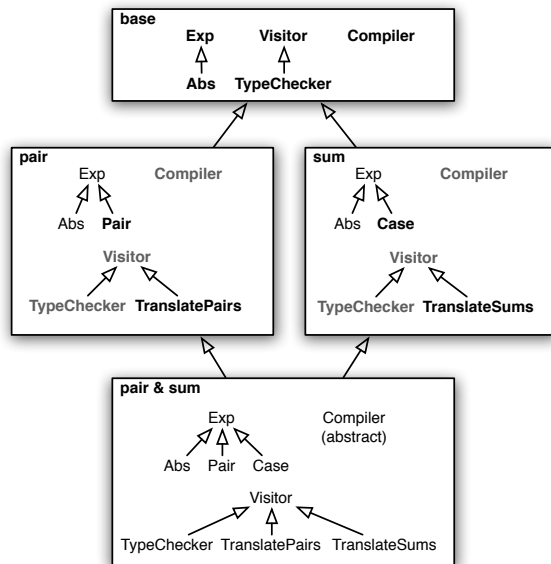 base
Exp Visitor Compiler
Abs TypeChecker
pair
Exp Compiler
Abs Pair
Visitor
TypeChecker TranslatePairs
sum
Exp Compiler
Abs Case
Visitor
TypeChecker TranslateSums
pair & sum
Exp Compiler
(abstract)
Abs Pair Case
Visitor
TypeChecker TranslatePairs TranslateSums